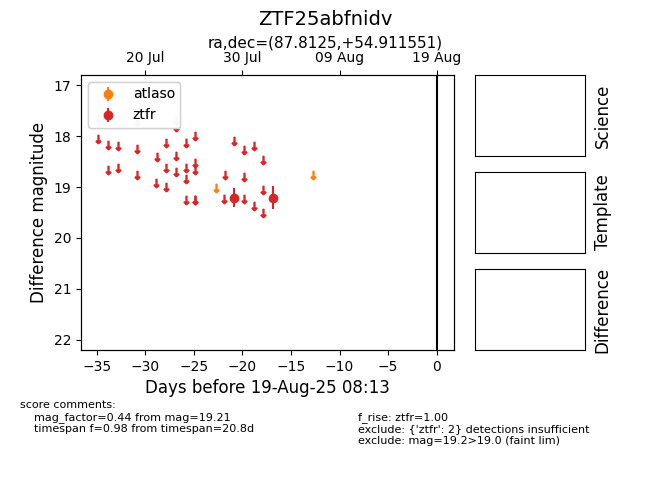 ZTF25abfnidv
ra,dec=(87.8125,+54.911551)
20 Jul 30 Jul 09 Aug 19 Aug
atlaso
ztfr
17
18
19
20
21
22
Difference magnitude
−35 −30 −25 −20 −15 −10 −5 0
Days before 19-Aug-25 08:13
Science
Template
Difference
score comments:
mag_factor=0.44 from mag=19.21
timespan f=0.98 from timespan=20.8d
f_rise: ztfr=1.00
exclude: {'ztfr': 2} detections insufficient
exclude: mag=19.2>19.0 (faint lim)